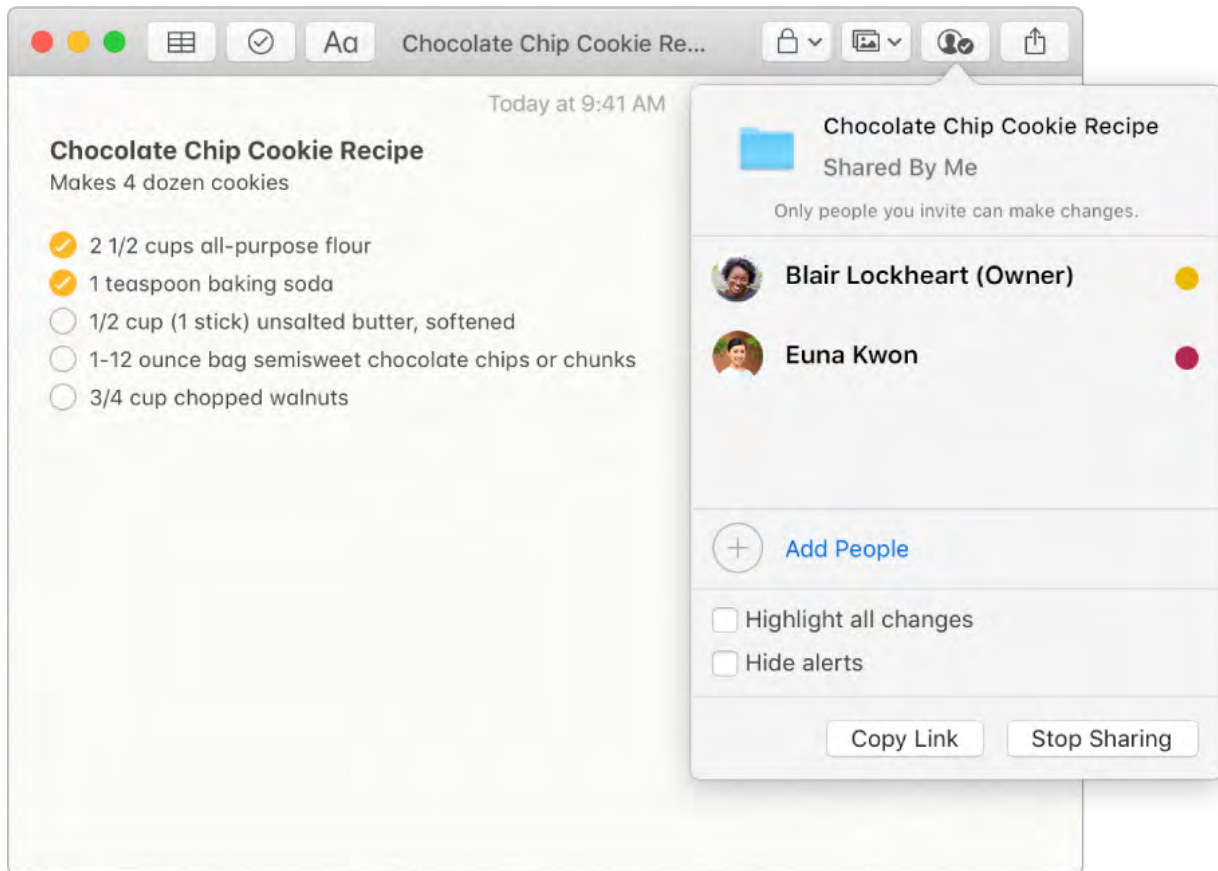 Aa
Chocolate Chip Cookie Re...
Today at 9:41 AM
Chocolate Chip Cookie Recipe
Makes 4 dozen cookies
2 1/2 cups all-purpose flour
1 teaspoon baking soda
1/2 cup (1 stick) unsalted butter, softened
1-12 ounce bag semisweet chocolate chips or chunks
3/4 cup chopped walnuts
Chocolate Chip Cookie Recipe
Shared By Me
Only people you invite can make changes.
Blair Lockheart (Owner)
Euna Kwon
Add People
Highlight all changes
Hide alerts
Copy Link
Stop Sharing